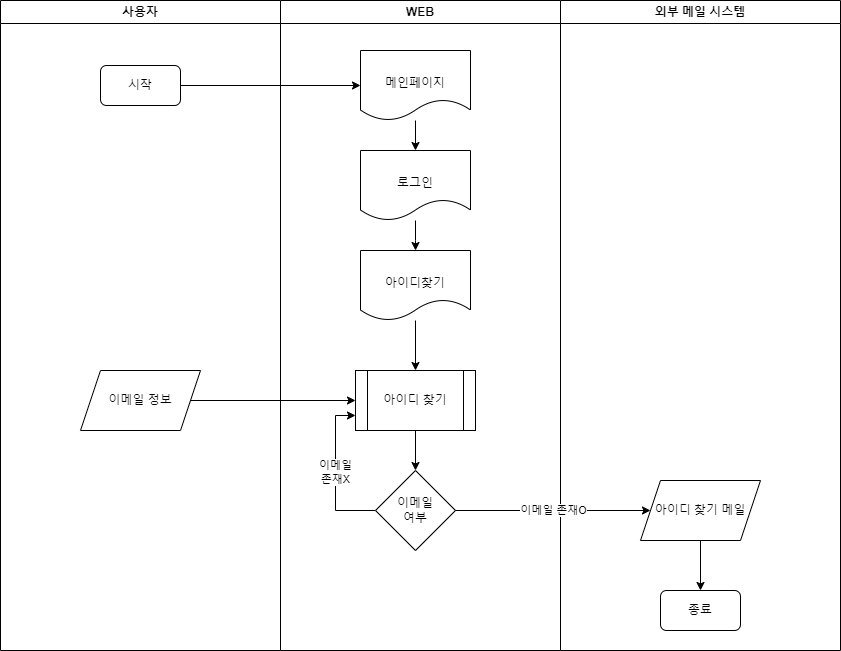 사용자
WEB
외부 메일 시스템
시작
메인페이지
로그인
아이디찾기
이메일 정보
아이디 찾기
이메일
존재X
이메일
여부
이메일 존재O
아이디 찾기 메일
종료